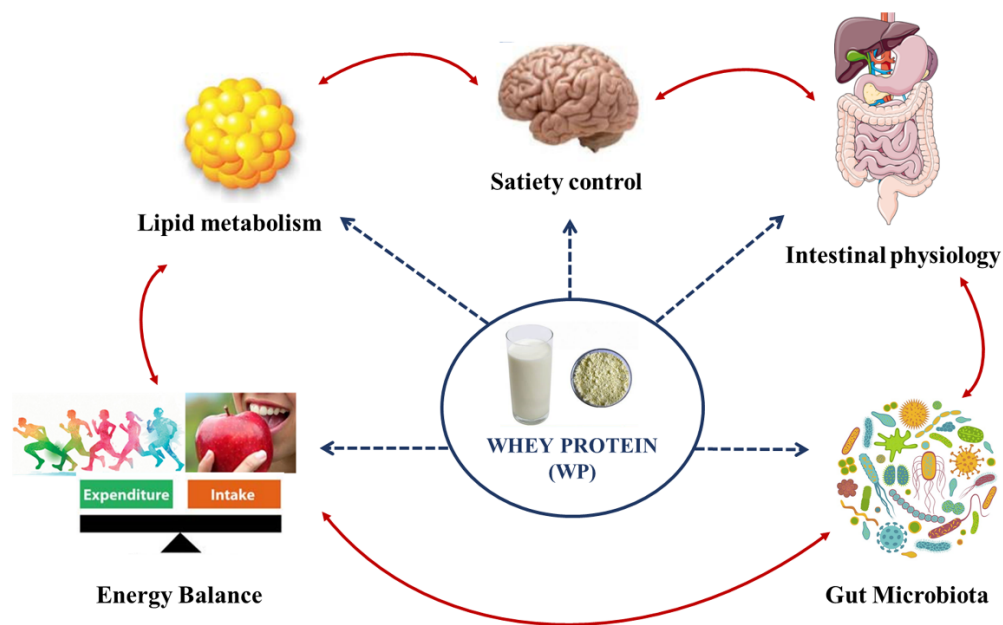 Satiety control
Lipid metabolism
Intestinal physiology
WHEY PROTEIN
(WP)
Expenditure
Intake
Energy Balance
Gut Microbiota